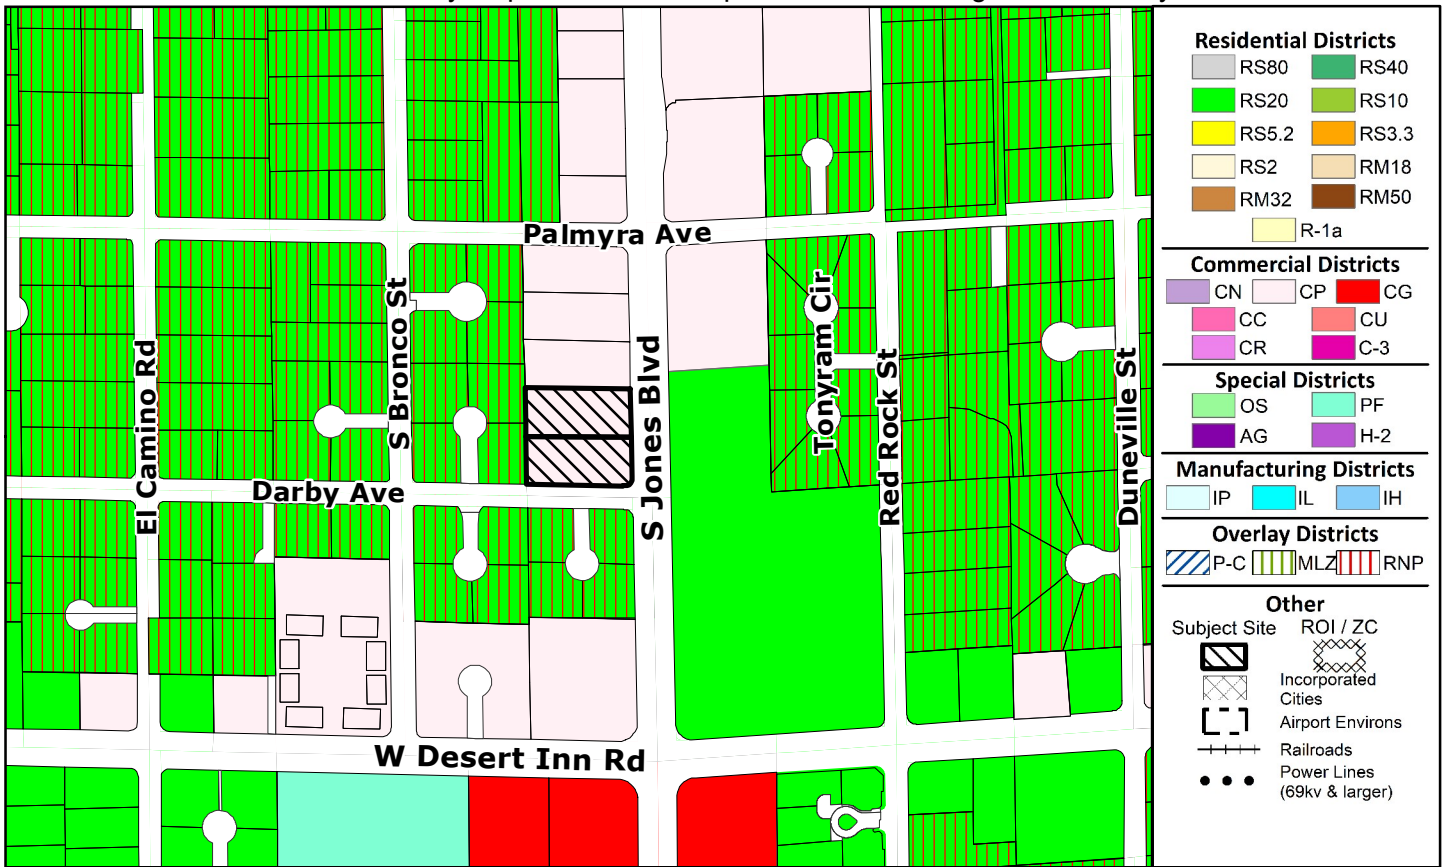 Palmyra Ave
Tonyram Cir
S Bronco St
El Camino Rd
S Jones Blvd
Red Rock St
Duneville St
Darby Ave
W Desert Inn Rd
Residential Districts
RS80 RS40
RS20 RS10
RS5.2 RS3.3
RS2 RM18
RM32 RM50
R-1a
Commercial Districts
CN CP CG
CC CU
CR C-3
Special Districts
OS PF
AG H-2
Manufacturing Districts
IP IL IH
Overlay Districts
P-C MLZ RNP
Other
Subject Site ROI / ZC
Incorporated
Cities
Airport Environs
Railroads
Power Lines
(69kv & larger)